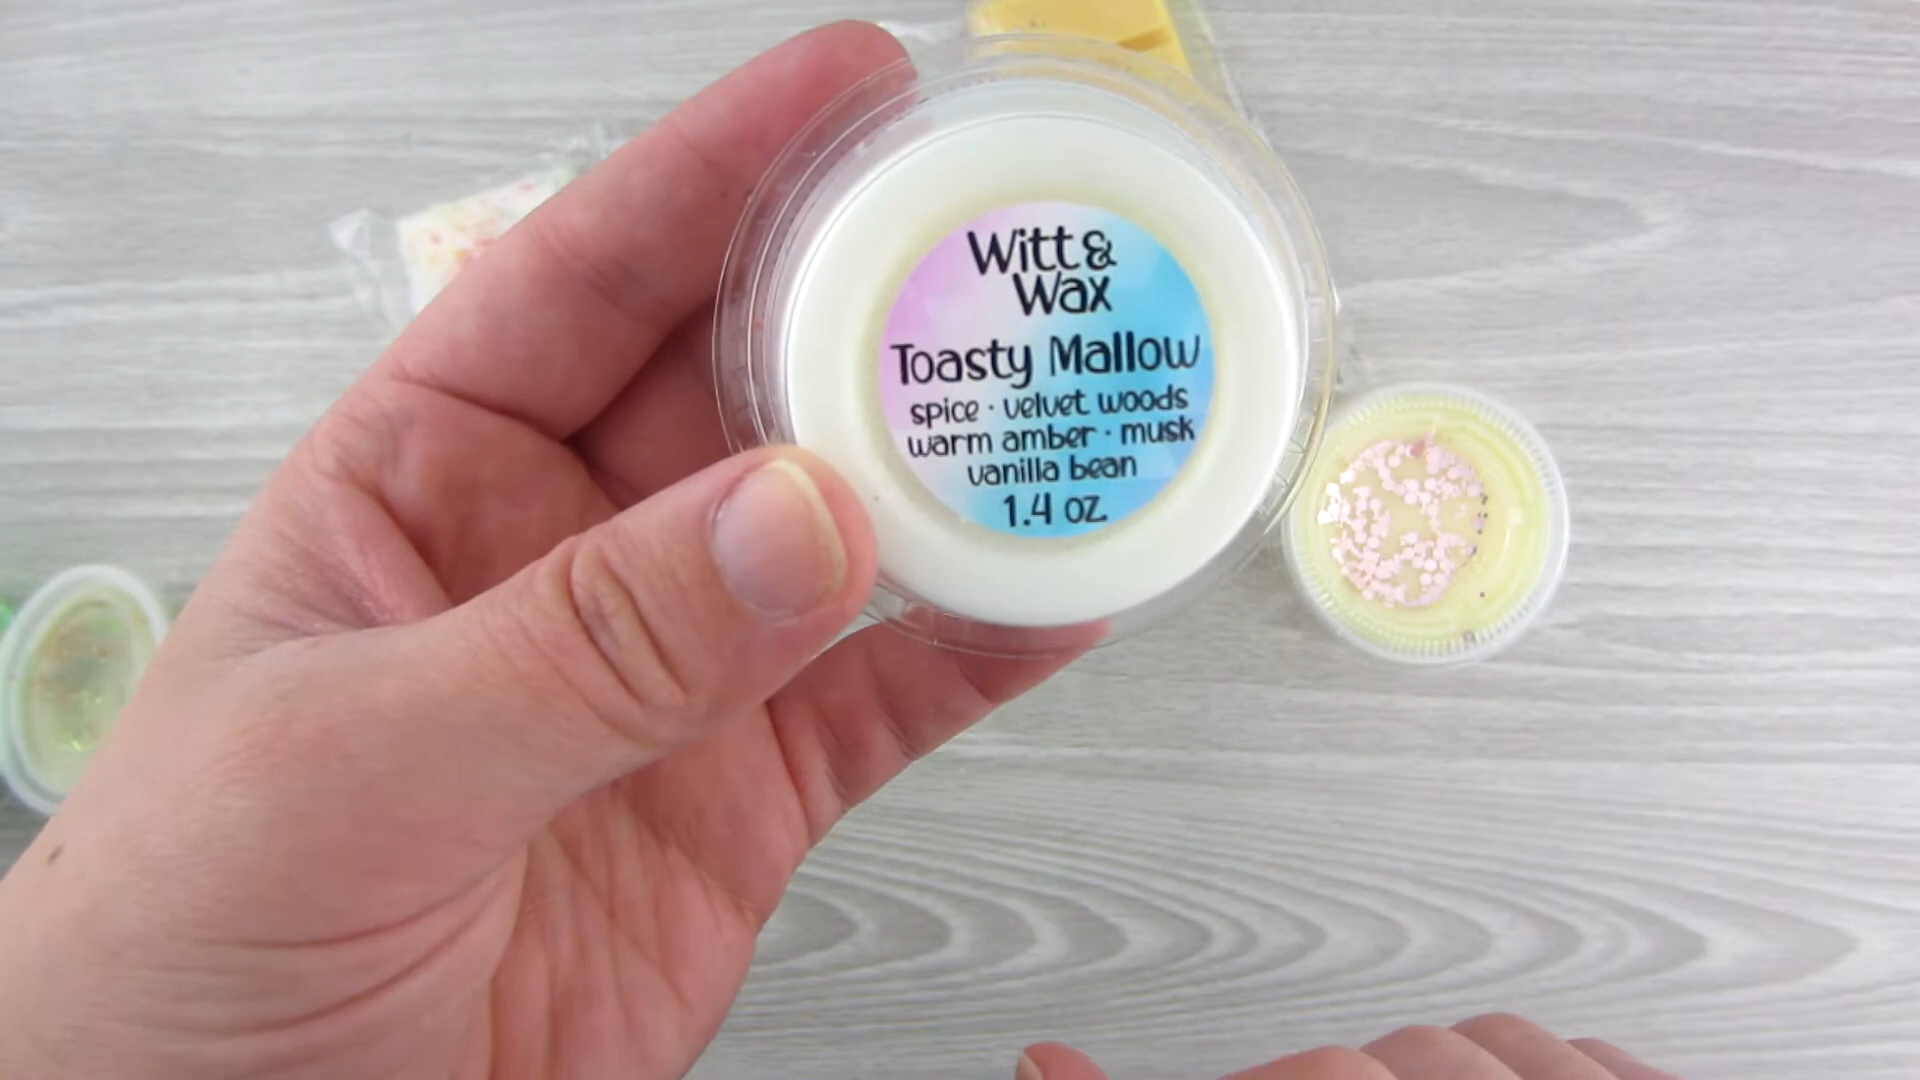 Witt &
Wax
Toasty Mallow
spice · velvet woods
warm amber · musk
vanilla bean
1.4 oz.